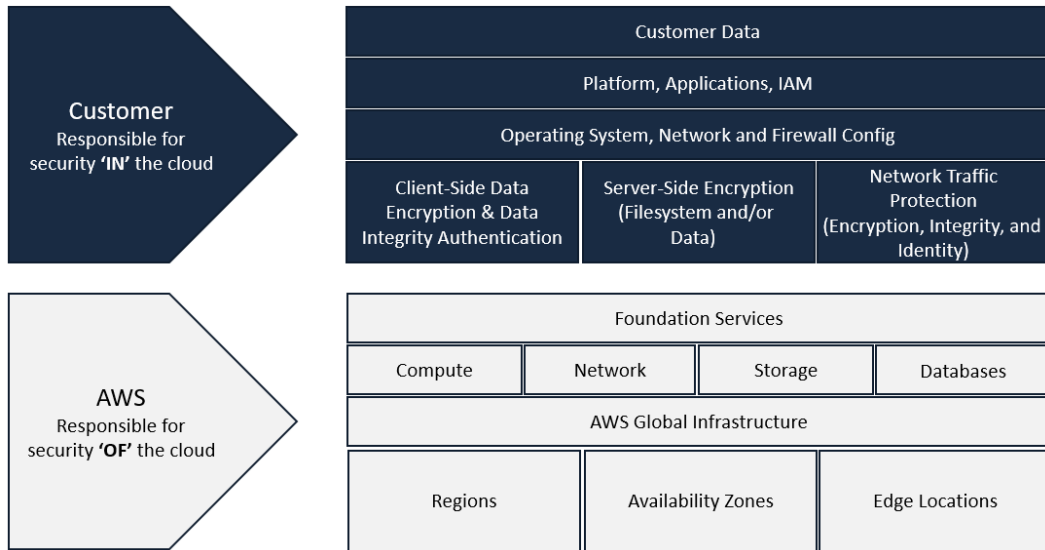 Customer
Responsible for
security ‘IN’ the cloud
Customer Data
Platform, Applications, IAM
Operating System, Network and Firewall Config
Client-Side Data
Encryption & Data
Integrity Authentication
Server-Side Encryption
(Filesystem and/or
Data)
Network Traffic
Protection
(Encryption, Integrity, and
Identity)
AWS
Responsible for
security ‘OF’ the cloud
Foundation Services
Compute
Network
Storage
Databases
AWS Global Infrastructure
Regions
Availability Zones
Edge Locations